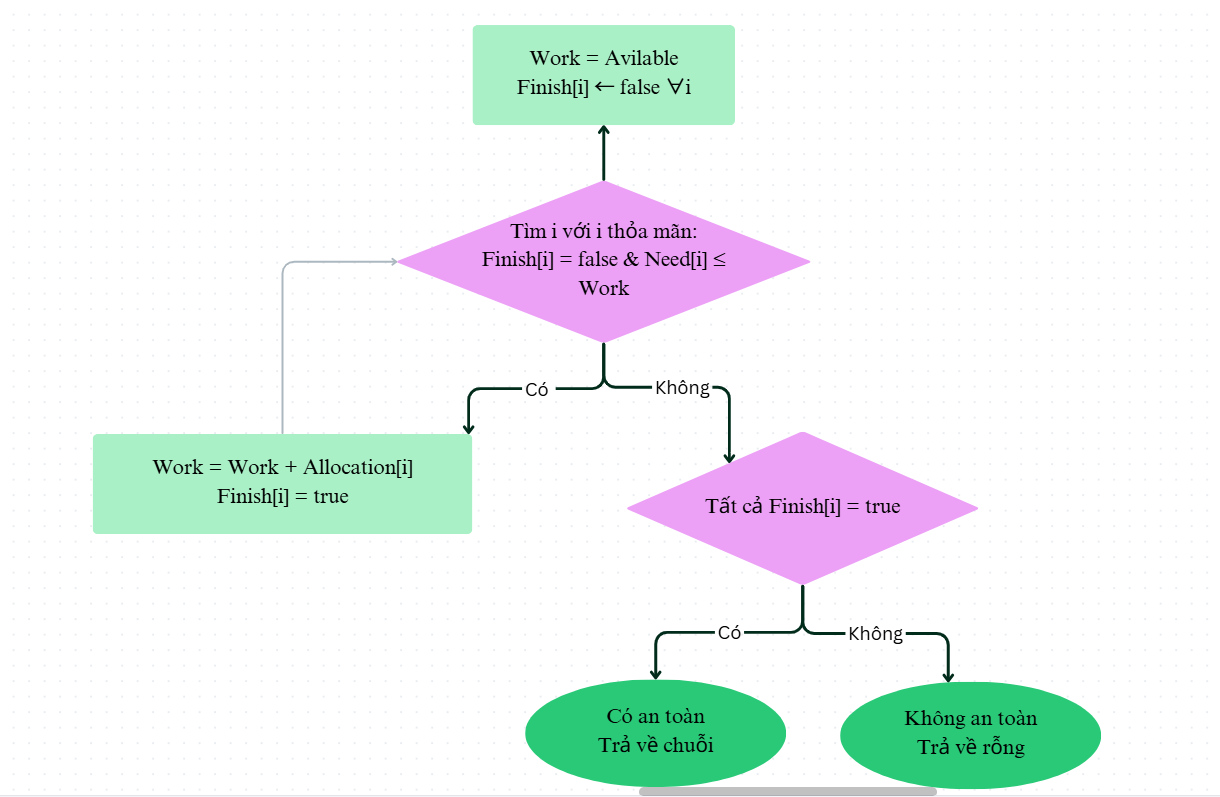 Work = Avilable
Finish[i] ← false ∀i
Tìm i với i thỏa mãn:
Finish[i] = false & Need[i] ≤
Work
Có
Không
Work = Work + Allocation[i]
Finish[i] = true
Tất cả Finish[i] = true
Có
Không
Có an toàn
Trả về chuỗi
Không an toàn
Trả về rỗng